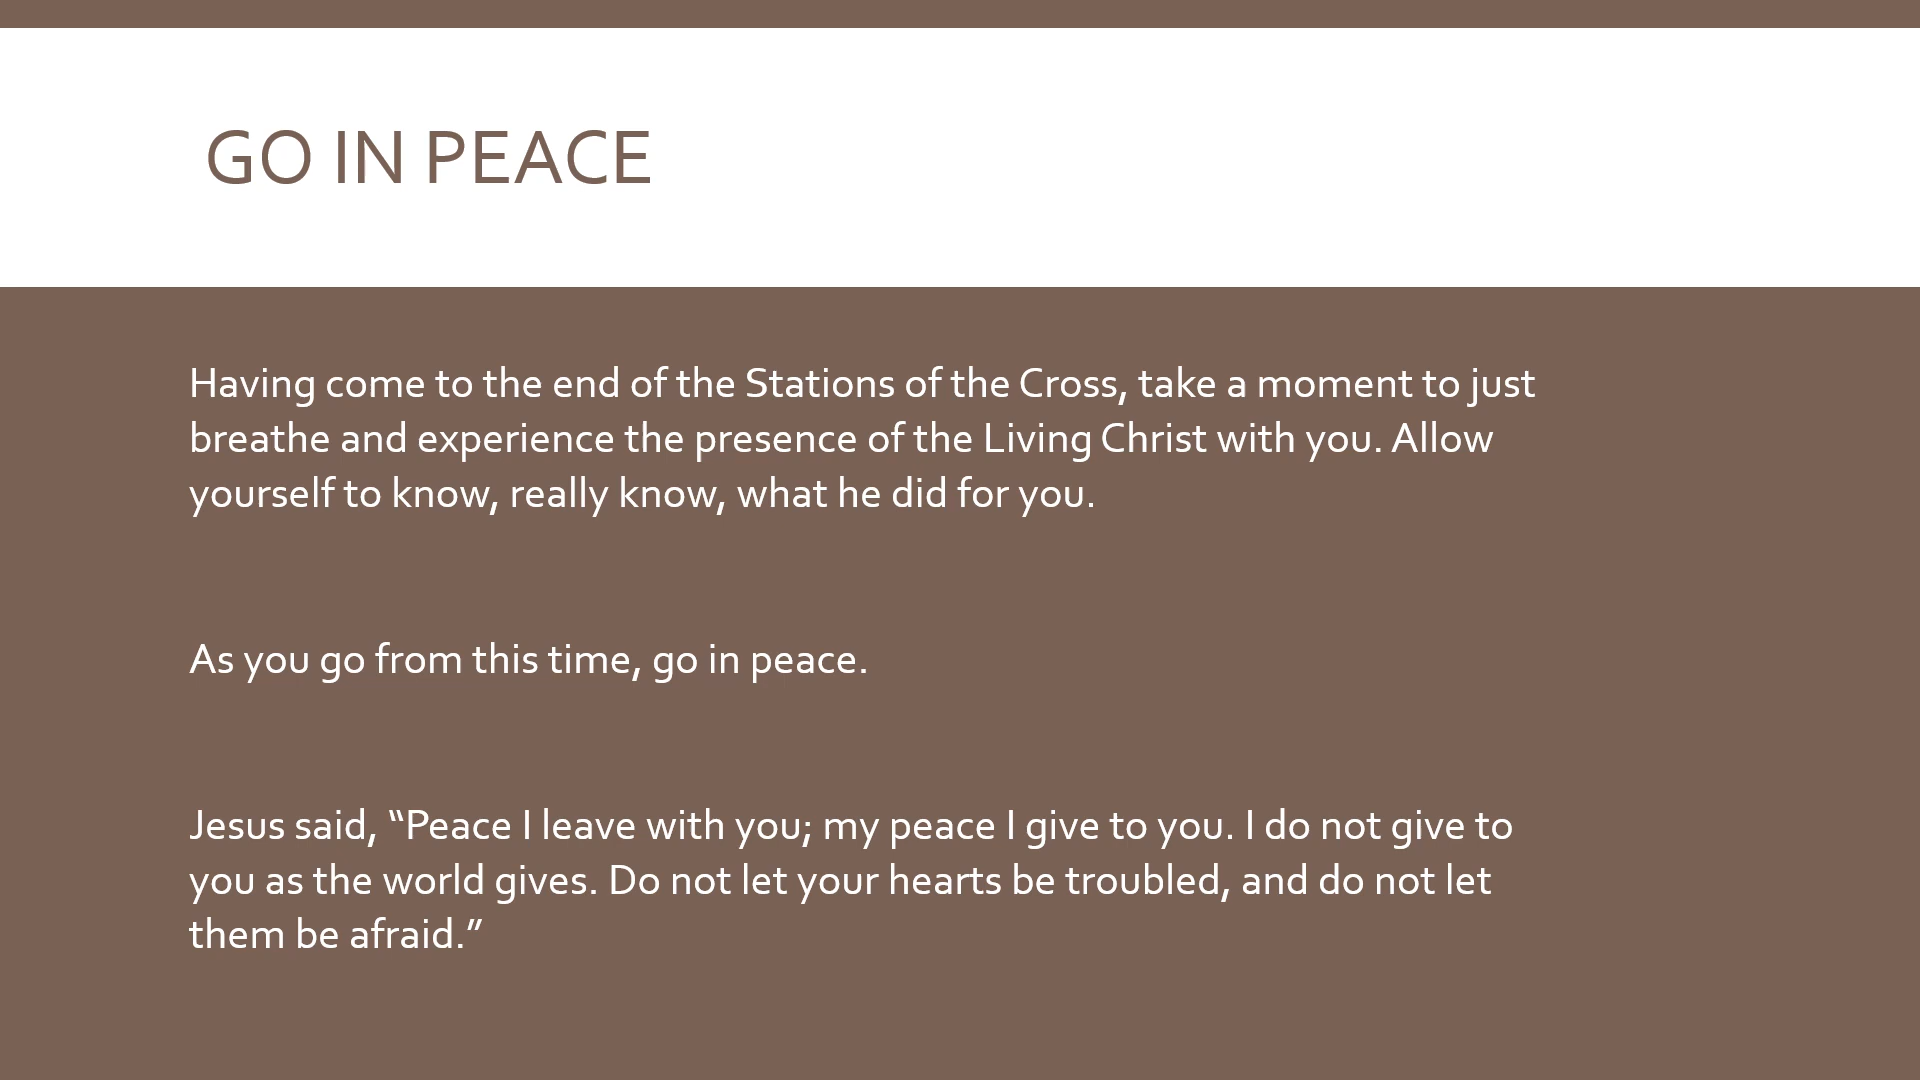 GO IN PEACE
Having come to the end of the Stations of the Cross, take a moment to just
breathe and experience the presence of the Living Christ with you. Allow
yourself to know, really know, what he did for you.
As you go from this time, go in peace.
Jesus said, “Peace I leave with you; my peace I give to you. I do not give to
you as the world gives. Do not let your hearts be troubled, and do not let
them be afraid.”